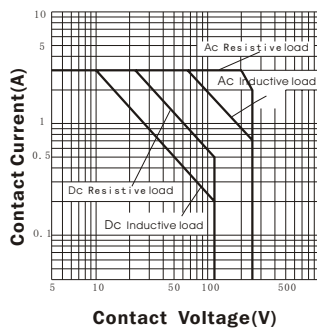 10
5
1
0.5
0.1
Contact Current(A)
Ac Resistive load
Ac Inductive load
Dc Resistive load
Dc Inductive load
5 10 50 100 500
Contact Voltage(V)